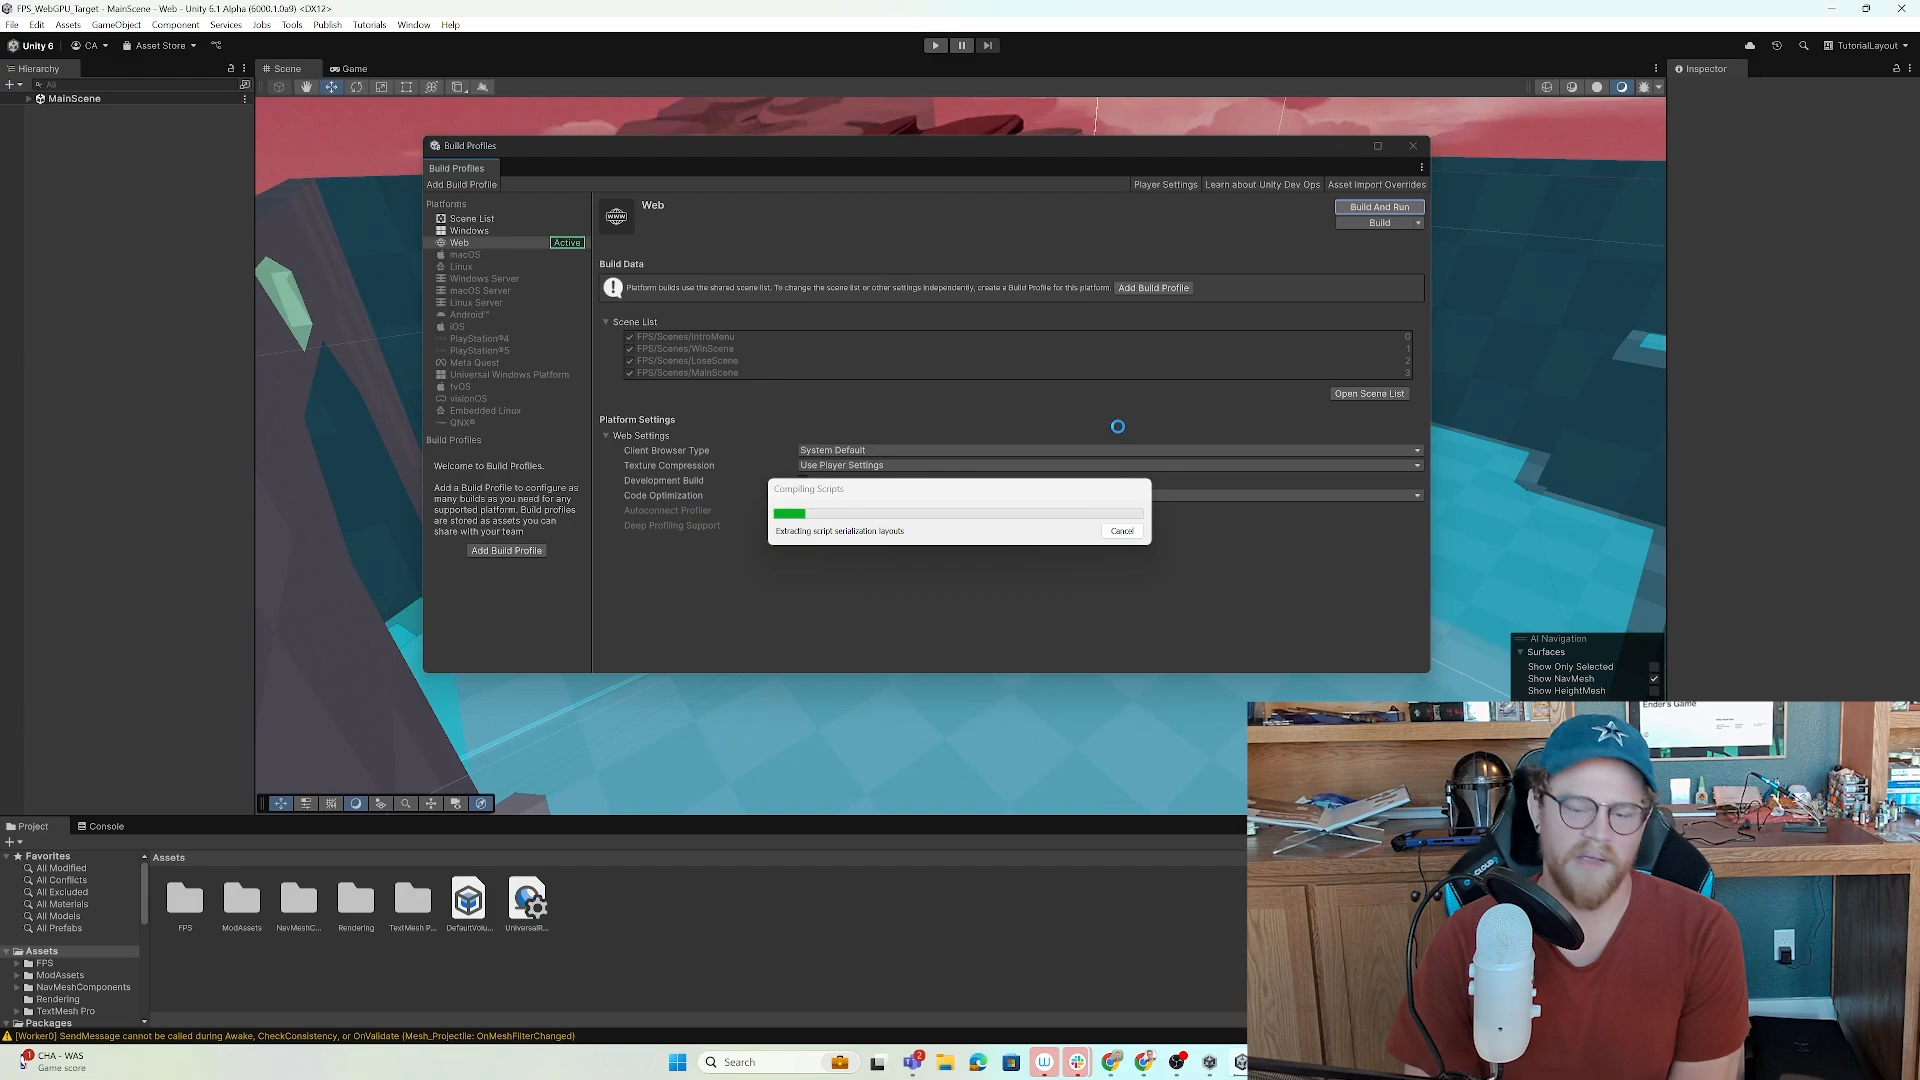 FPS_WebGPU_Target - MainScene - Web - Unity 6.1 Alpha (6000.1.0a9) <DX12>
File Edit Assets GameObject Component Services Jobs Tools Publish Tutorials Window Help
Unity 6 CA Asset Store TutorialLayout
Hierarchy Scene Game Inspector
All
MainScene
Build Profiles
Build Profiles
Add Build Profile Player Settings Learn about Unity Dev Ops Asset Import Overrides
Platforms
Scene List
Windows
Web Active
macOS
Linux
Windows Server
macOS Server
Linux Server
Android™
iOS
PlayStation®4
PlayStation®5
Meta Quest
Universal Windows Platform
tvOS
visionOS
Embedded Linux
QNX®
Build Profiles
Welcome to Build Profiles.
Add a Build Profile to configure as
many builds as you need for any
supported platform. Build profiles
are stored as assets you can
share with your team
Add Build Profile
WWW
Web
Build And Run
Build
Build Data
Platform builds use the shared scene list. To change the scene list or other settings independently, create a Build Profile for this platform. Add Build Profile
Scene List
FPS/Scenes/IntroMenu 0
FPS/Scenes/WinScene 1
FPS/Scenes/LoseScene 2
FPS/Scenes/MainScene 3
Open Scene List
Platform Settings
Web Settings
Client Browser Type System Default
Texture Compression Use Player Settings
Development Build
Code Optimization
Autoconnect Profiler
Deep Profiling Support
Compiling Scripts
Extracting script serialization layouts Cancel
AI Navigation
Surfaces
Show Only Selected
Show NavMesh
Show HeightMesh
Ender's Game
Project Console
Favorites
All Modified
All Conflicts
All Excluded
All Materials
All Models
All Prefabs
Assets
FPS
ModAssets
NavMeshComponents
Rendering
TextMesh Pro
Packages
Assets
FPS ModAssets NavMeshC... Rendering TextMesh P... DefaultVolu... UniversalR...
[Worker0] SendMessage cannot be called during Awake, CheckConsistency, or OnValidate (Mesh_Projectile: OnMeshFilterChanged)
1 CHA - WAS
Game score
Search
2